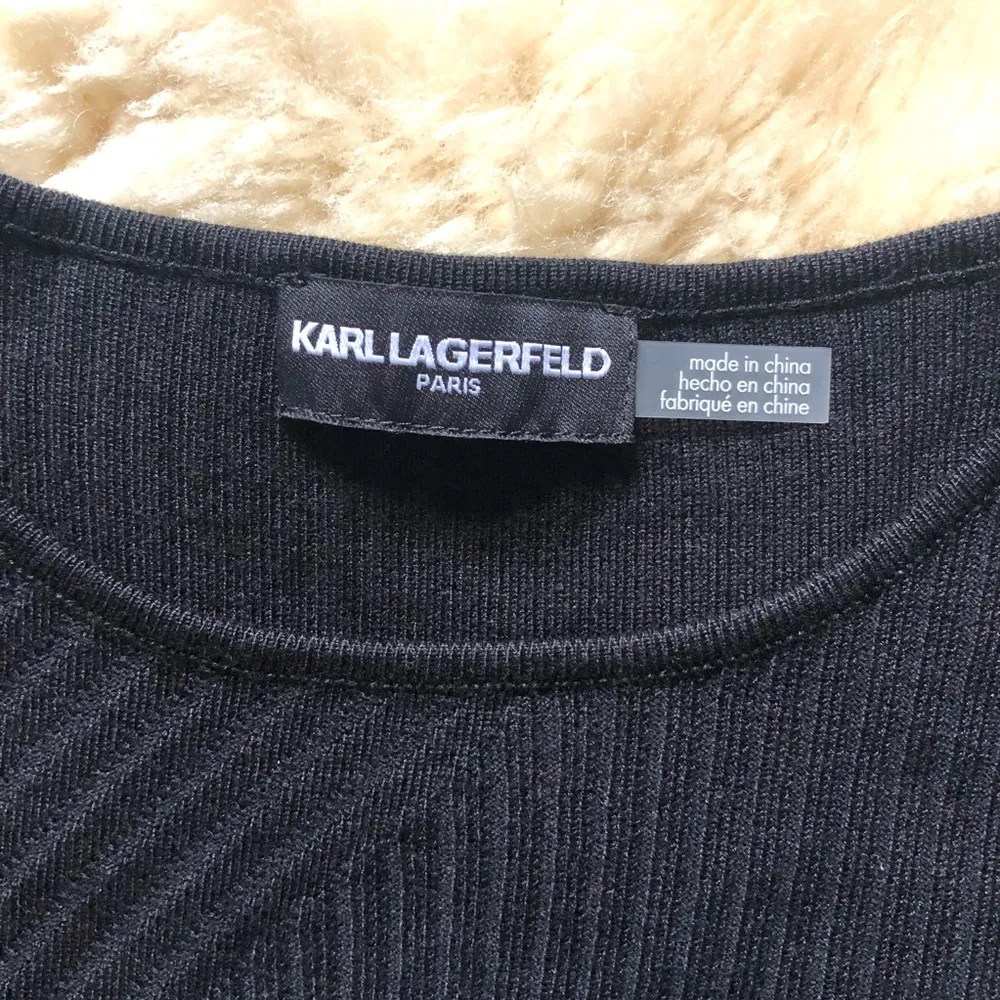 KARL LAGERFELD
PARIS
made in china
hecho en china
fabriqué en chine